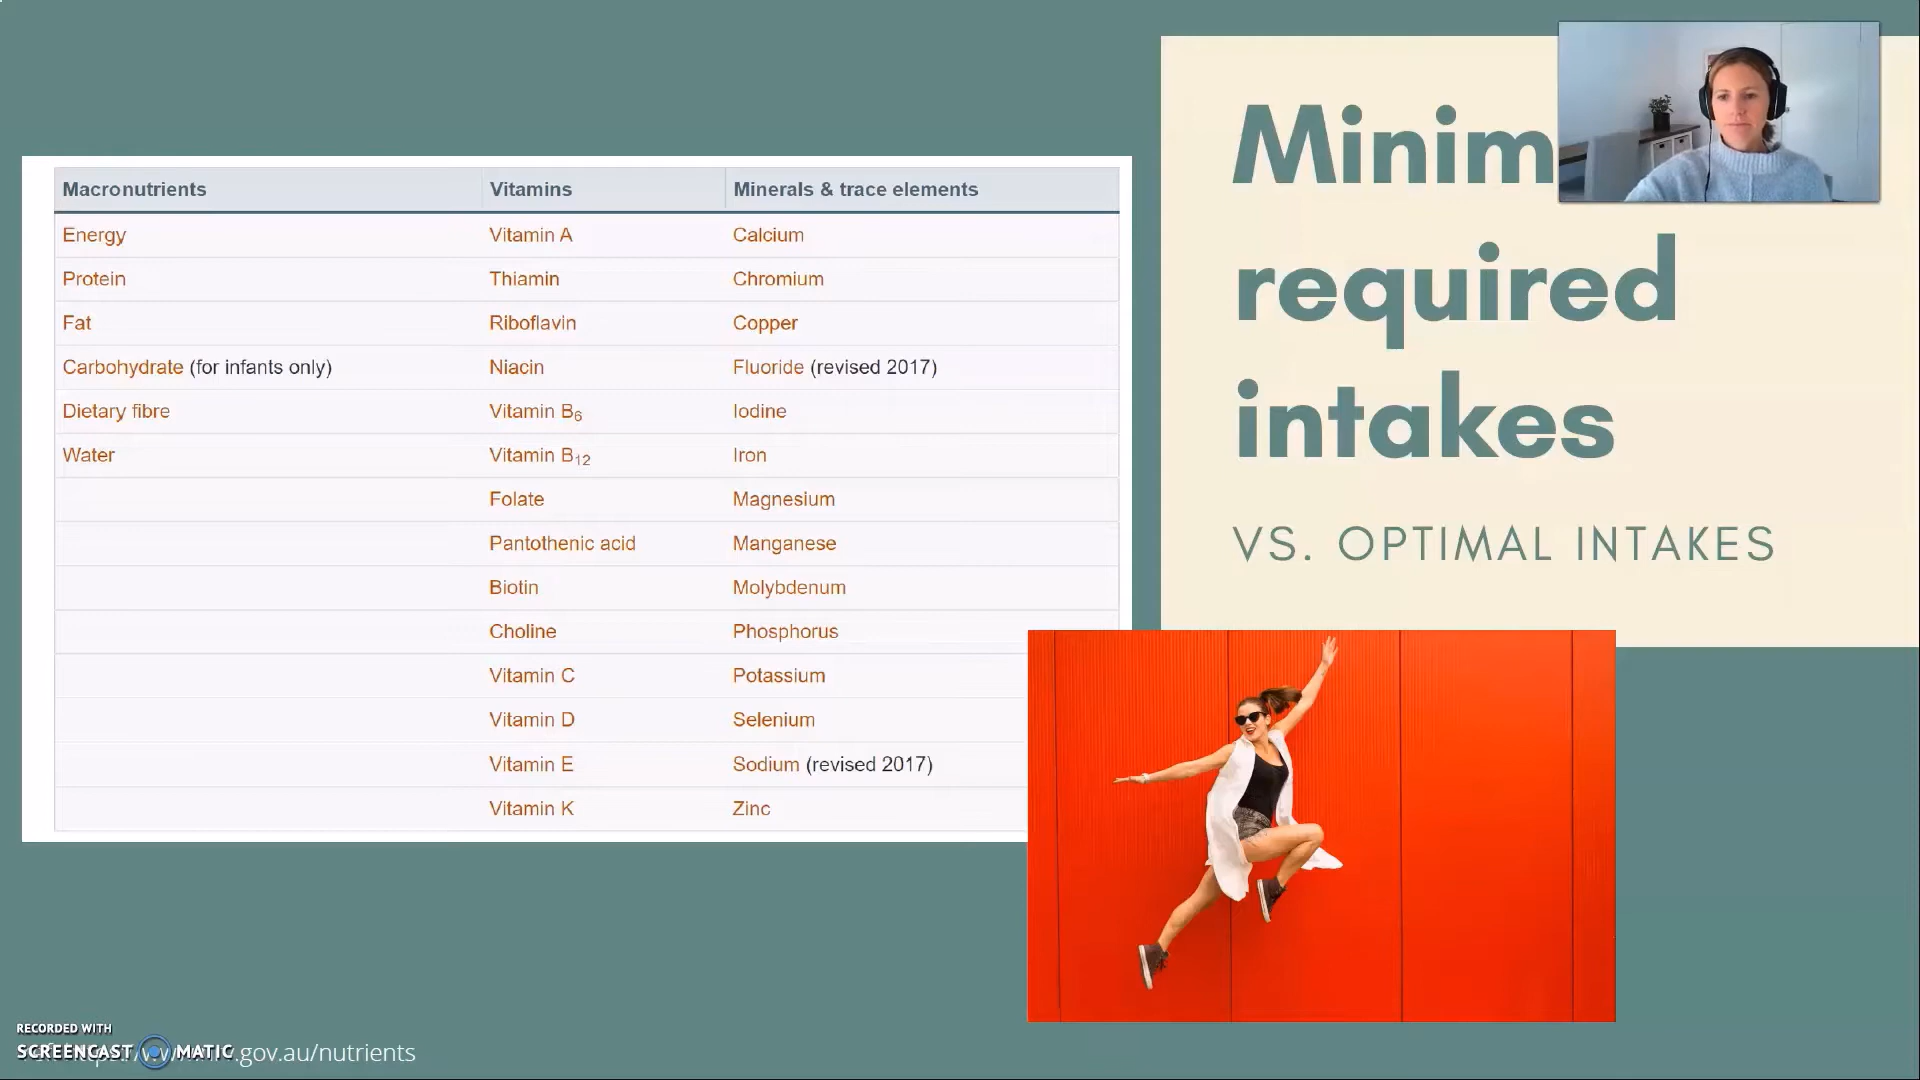 Macronutrients Vitamins Minerals & trace elements
Energy Vitamin A Calcium
Protein Thiamin Chromium
Fat Riboflavin Copper
Carbohydrate (for infants only) Niacin Fluoride (revised 2017)
Dietary fibre Vitamin B₆ Iodine
Water Vitamin B₁₂ Iron
Folate Magnesium
Pantothenic acid Manganese
Biotin Molybdenum
Choline Phosphorus
Vitamin C Potassium
Vitamin D Selenium
Vitamin E Sodium (revised 2017)
Vitamin K Zinc
Minim
required
intakes
VS. OPTIMAL INTAKES
RECORDED WITH
SCREENCAST MATIC
.gov.au/nutrients